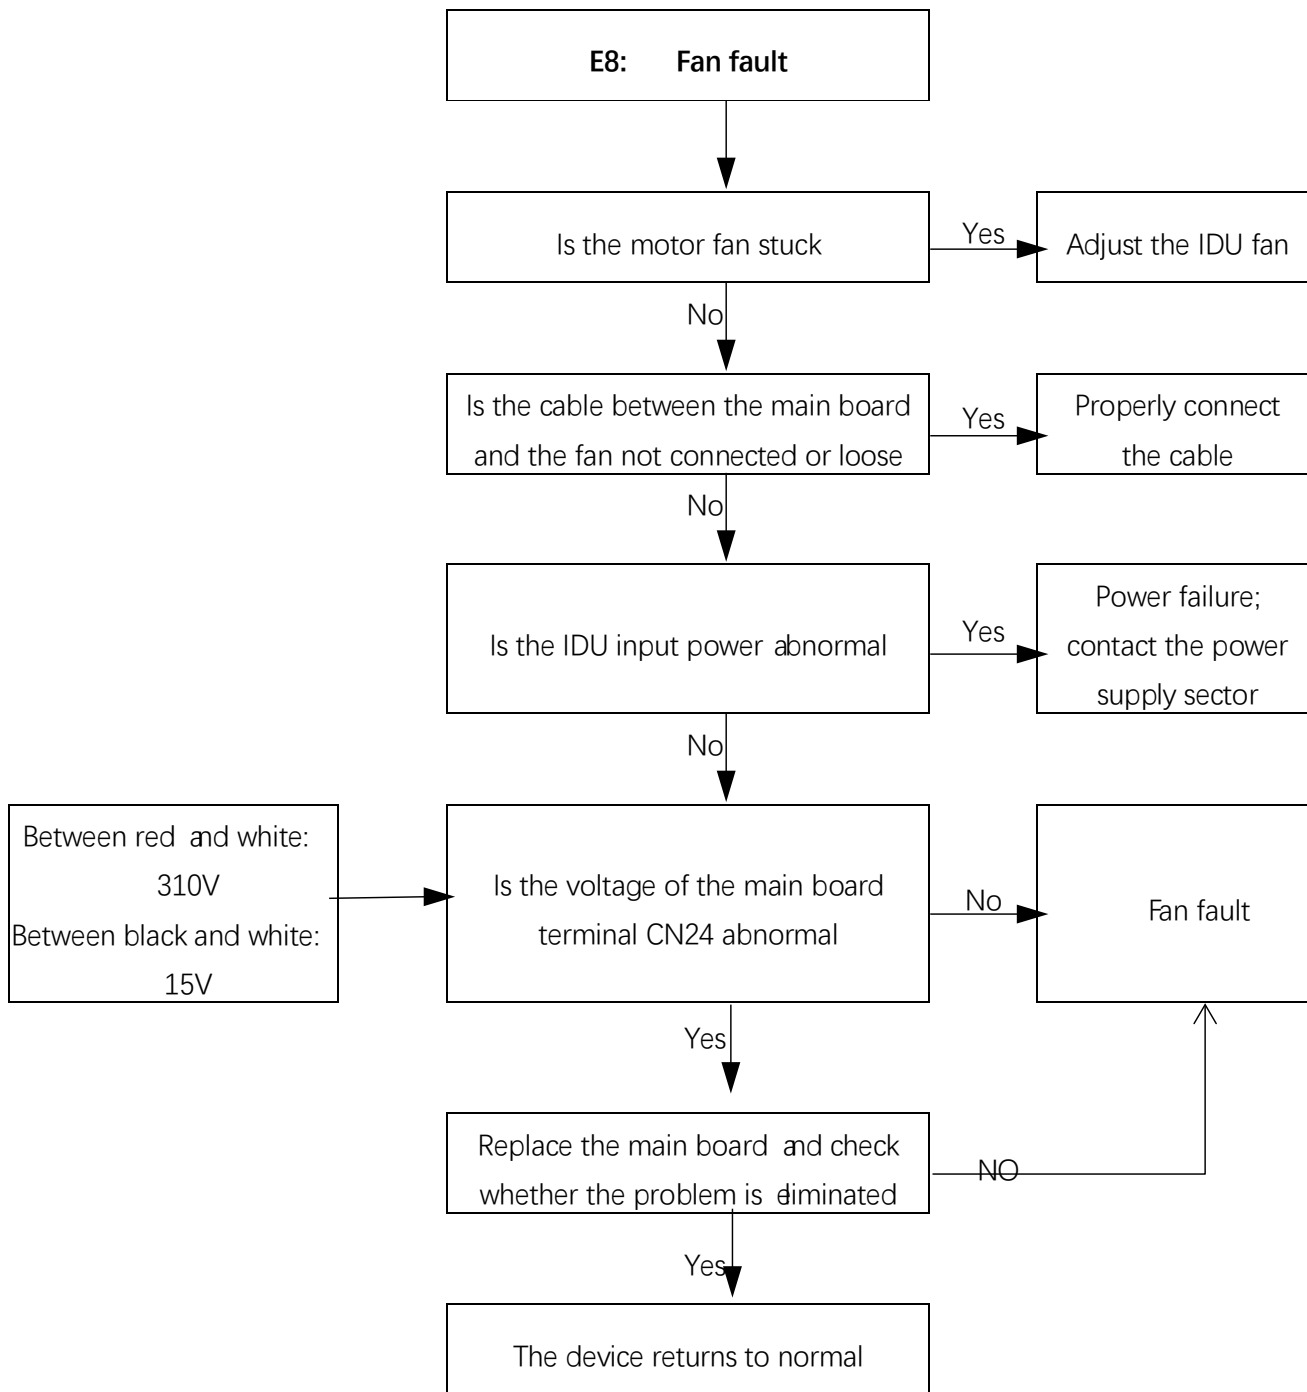 E8: Fan fault
Is the motor fan stuck
Yes
Adjust the IDU fan
No
Is the cable between the main board
and the fan not connected or loose
Yes
Properly connect
the cable
No
Is the IDU input power abnormal
Yes
Power failure;
contact the power
supply sector
No
Between red and white:
310V
Between black and white:
15V
Is the voltage of the main board
terminal CN24 abnormal
No
Fan fault
Yes
Replace the main board and check
whether the problem is eliminated
NO
Yes
The device returns to normal